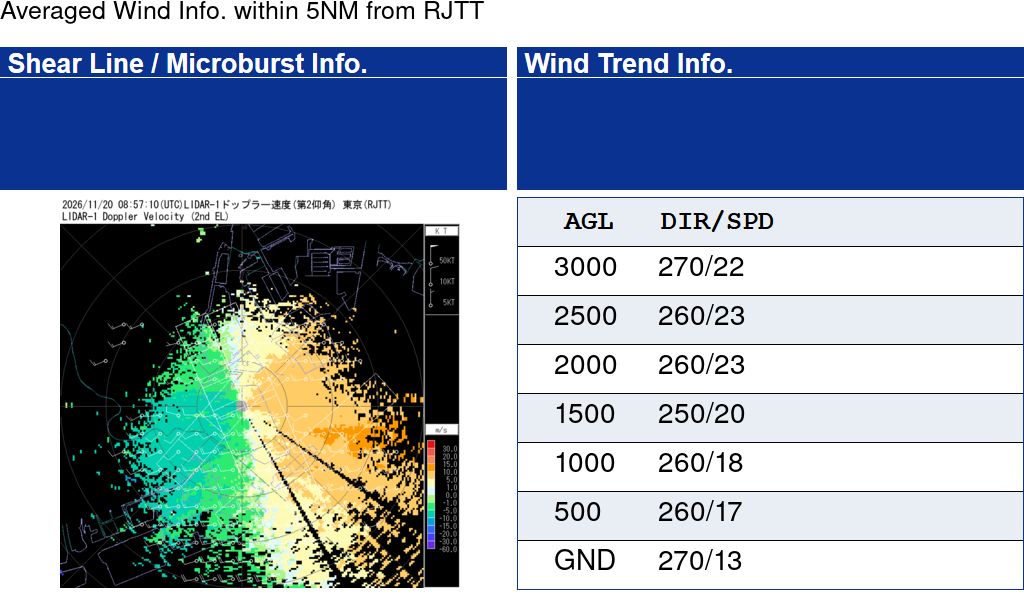 Averaged Wind Info. within 5NM from RJTT
Shear Line / Microburst Info.
Wind Trend Info.
2026/11/20 08:57:10(UTC)LIDAR-1ドップラー速度(第2仰角) 東京(RJTT)
LIDAR-1 Doppler Velocity (2nd EL)
KT
50KT
10KT
5KT
m/s
30.0
20.0
15.0
10.0
5.0
1.0
0.0
-1.0
-5.0
-10.0
-15.0
-20.0
-30.0
-60.0
AGL DIR/SPD
3000 270/22
2500 260/23
2000 260/23
1500 250/20
1000 260/18
500 260/17
GND 270/13